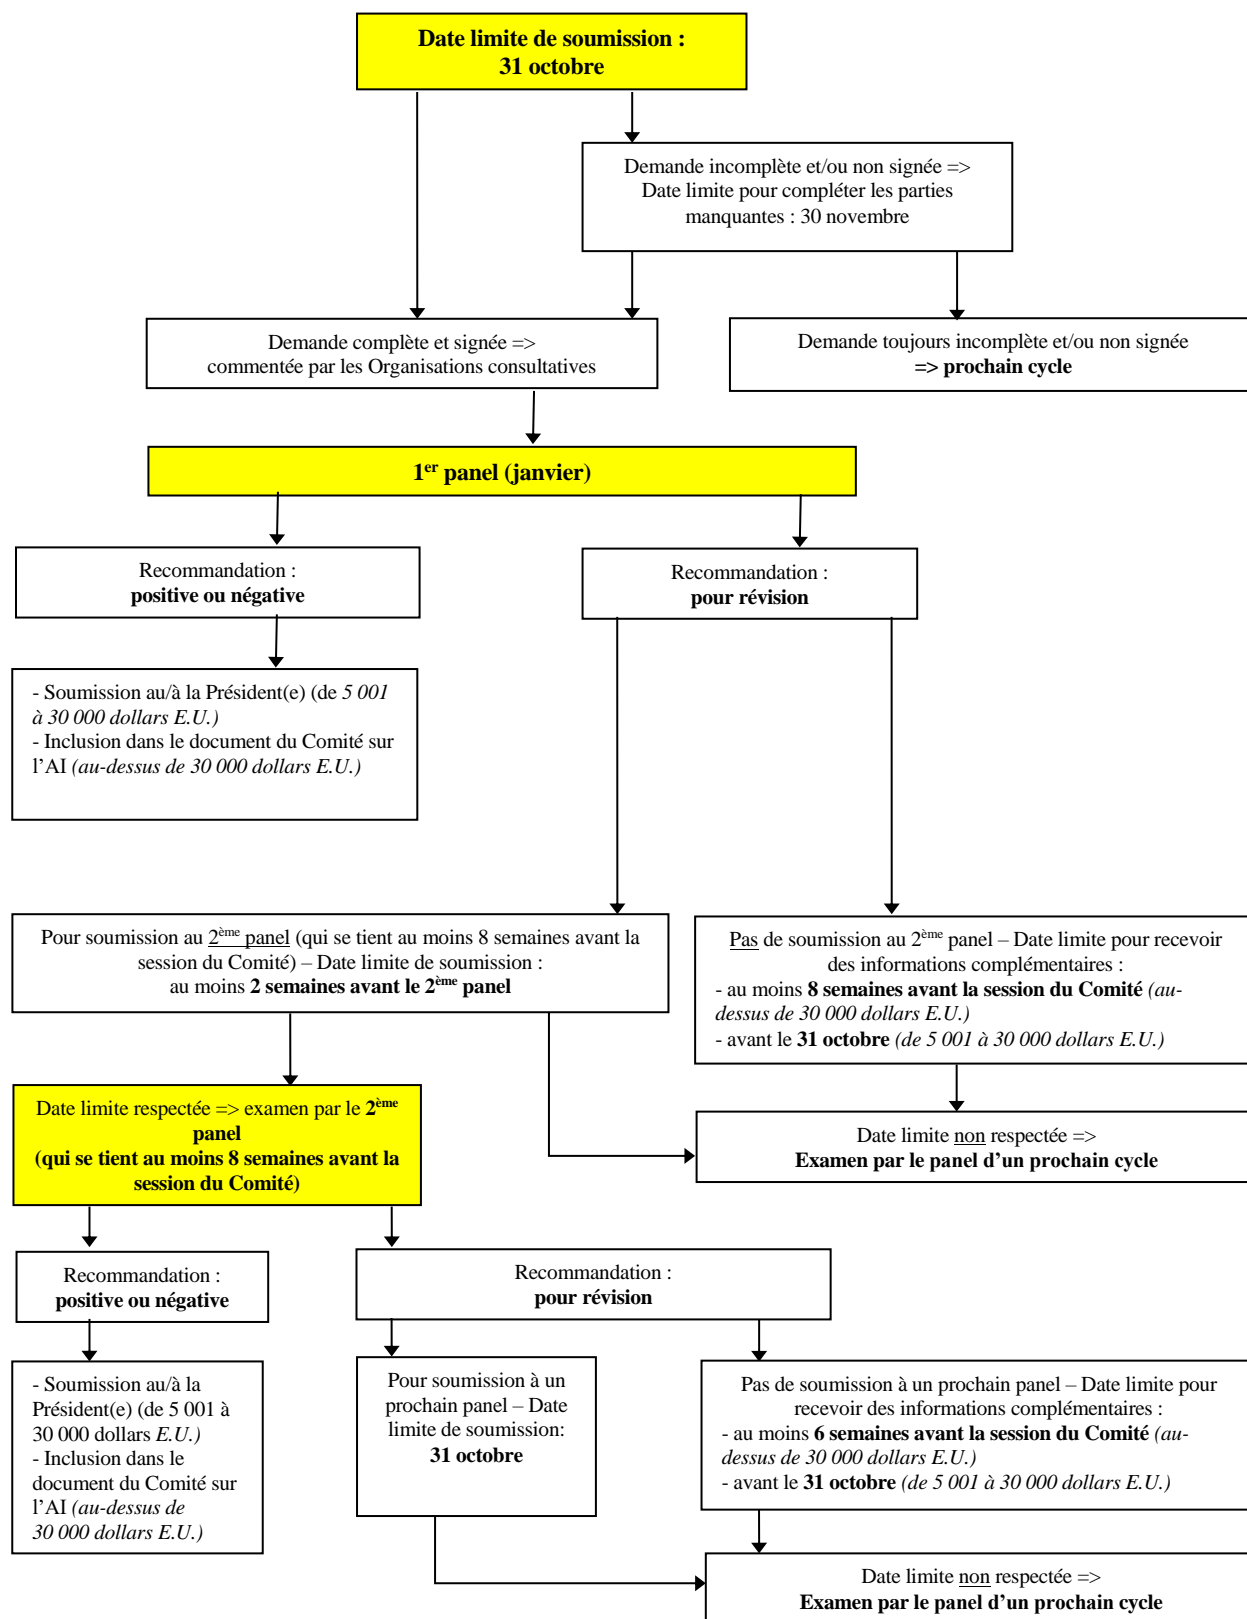 Date limite de soumission :
31 octobre
Demande incomplète et/ou non signée =>
Date limite pour compléter les parties
manquantes : 30 novembre
Demande complète et signée =>
commentée par les Organisations consultatives
Demande toujours incomplète et/ou non signée
=> prochain cycle
1er panel (janvier)
Recommandation :
positive ou négative
Recommandation :
pour révision
- Soumission au/à la Président(e) (de 5 001
à 30 000 dollars E.U.)
- Inclusion dans le document du Comité sur
l'AI (au-dessus de 30 000 dollars E.U.)
Pour soumission au 2ème panel (qui se tient au moins 8 semaines avant la
session du Comité) – Date limite de soumission :
au moins 2 semaines avant le 2ème panel
Pas de soumission au 2ème panel – Date limite pour recevoir
des informations complémentaires :
- au moins 8 semaines avant la session du Comité (au-
dessus de 30 000 dollars E.U.)
- avant le 31 octobre (de 5 001 à 30 000 dollars E.U.)
Date limite respectée => examen par le 2ème
panel
(qui se tient au moins 8 semaines avant la
session du Comité)
Date limite non respectée =>
Examen par le panel d'un prochain cycle
Recommandation :
positive ou négative
Recommandation :
pour révision
- Soumission au/à la
Président(e) (de 5 001 à
30 000 dollars E.U.)
- Inclusion dans le
document du Comité sur
l'AI (au-dessus de
30 000 dollars E.U.)
Pour soumission à un
prochain panel – Date
limite de soumission:
31 octobre
Pas de soumission à un prochain panel – Date limite pour
recevoir des informations complémentaires :
- au moins 6 semaines avant la session du Comité (au-
dessus de 30 000 dollars E.U.)
- avant le 31 octobre (de 5 001 à 30 000 dollars E.U.)
Date limite non respectée =>
Examen par le panel d'un prochain cycle